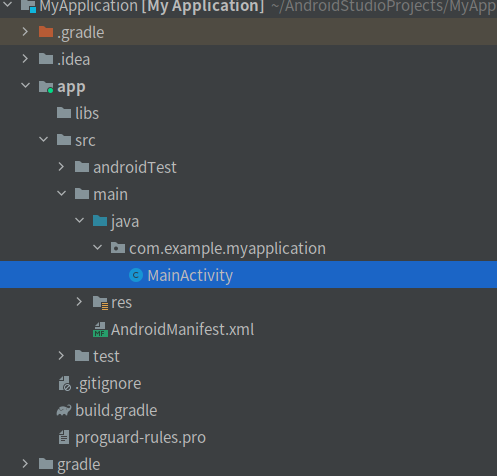 MyApplication [My Application] ~/AndroidStudioProjects/MyApp
.gradle
.idea
app
libs
src
androidTest
main
java
com.example.myapplication
C MainActivity
res
MF AndroidManifest.xml
test
.gitignore
build.gradle
proguard-rules.pro
gradle